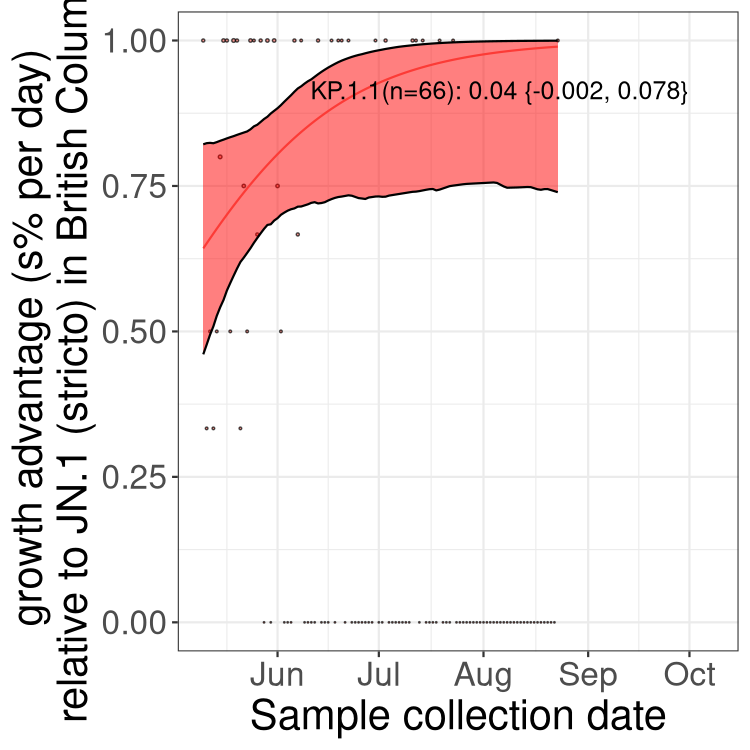 growth advantage (s% per day)
relative to JN.1 (stricto) in British Colum
1.00
0.75
0.50
0.25
0.00
KP.1.1(n=66): 0.04 {-0.002, 0.078}
Jun Jul Aug Sep Oct
Sample collection date